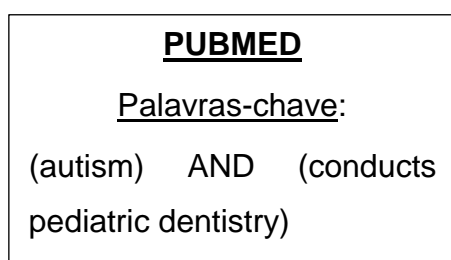 PUBMED
Palavras-chave:
(autism) AND (conducts
pediatric dentistry)